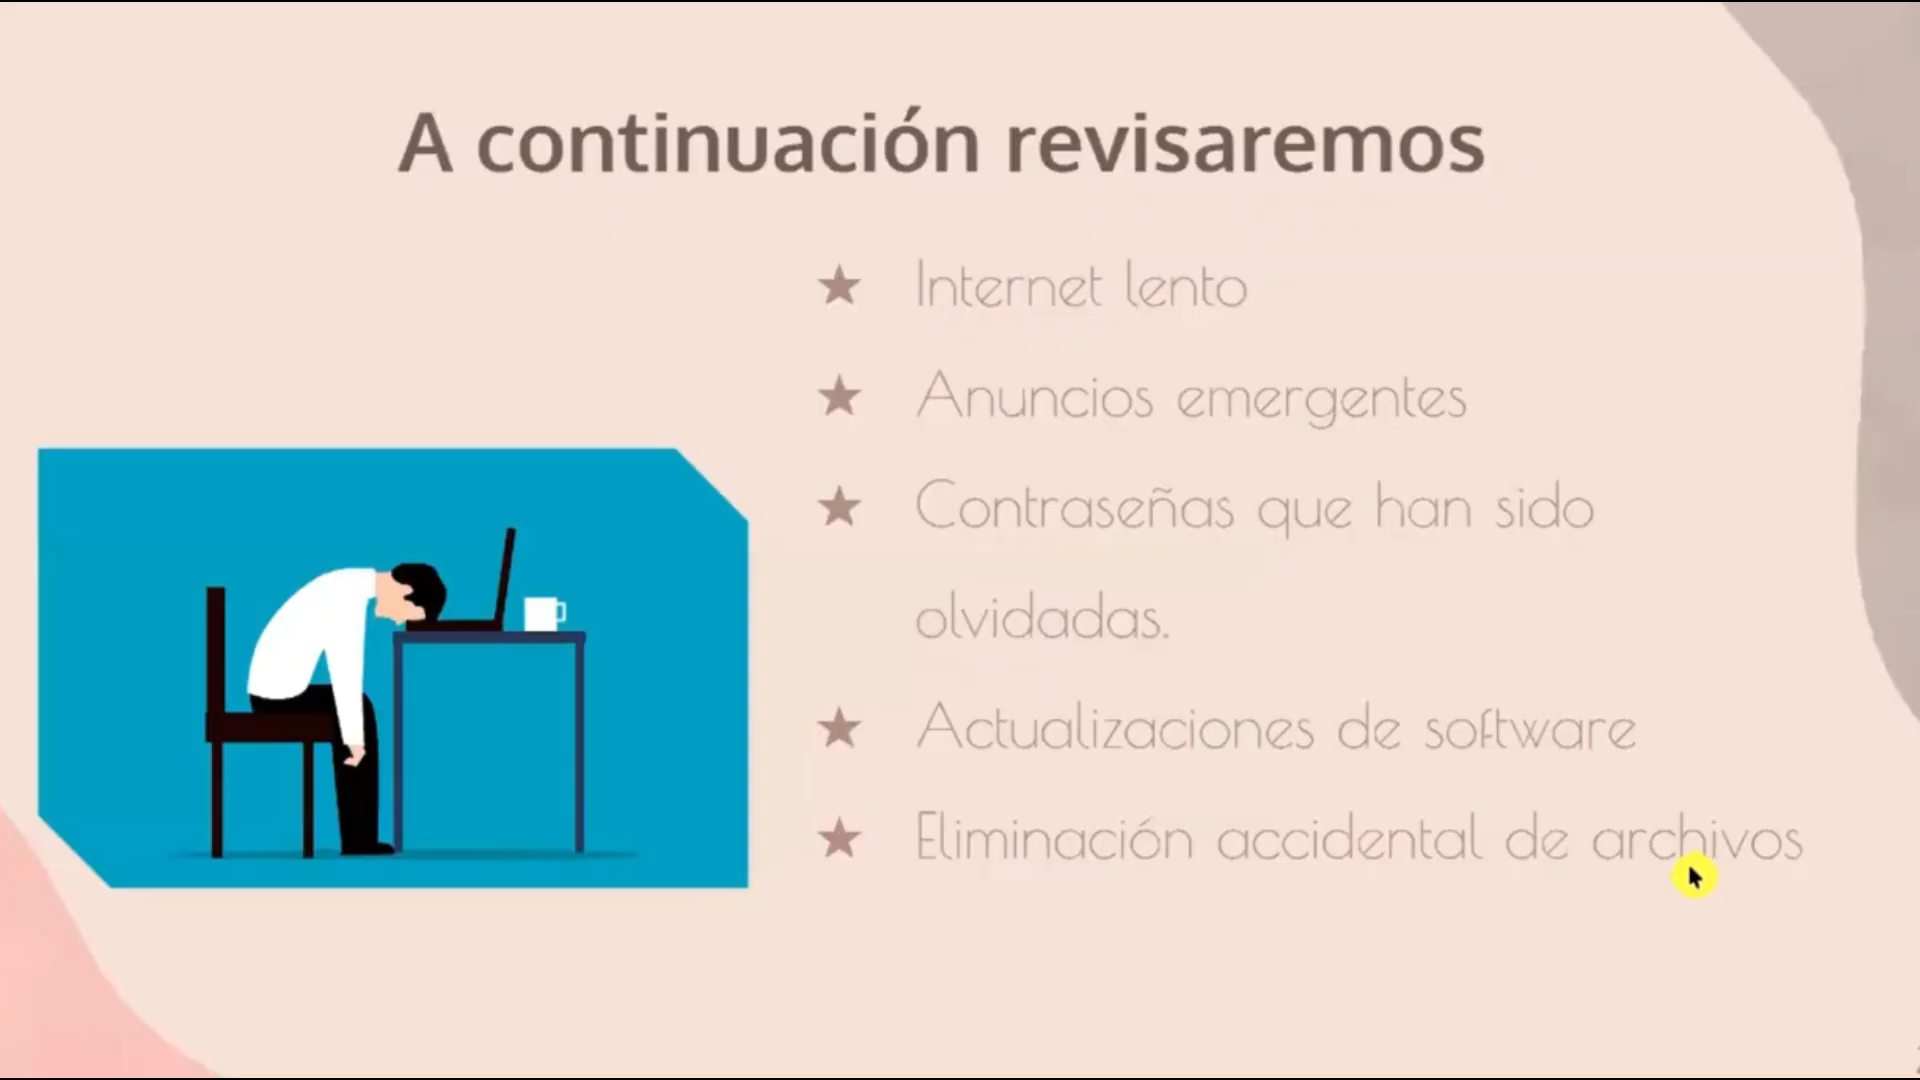 A continuación revisaremos
★ Internet lento
★ Anuncios emergentes
★ Contraseñas que han sido
olvidadas.
★ Actualizaciones de software
★ Eliminación accidental de archivos